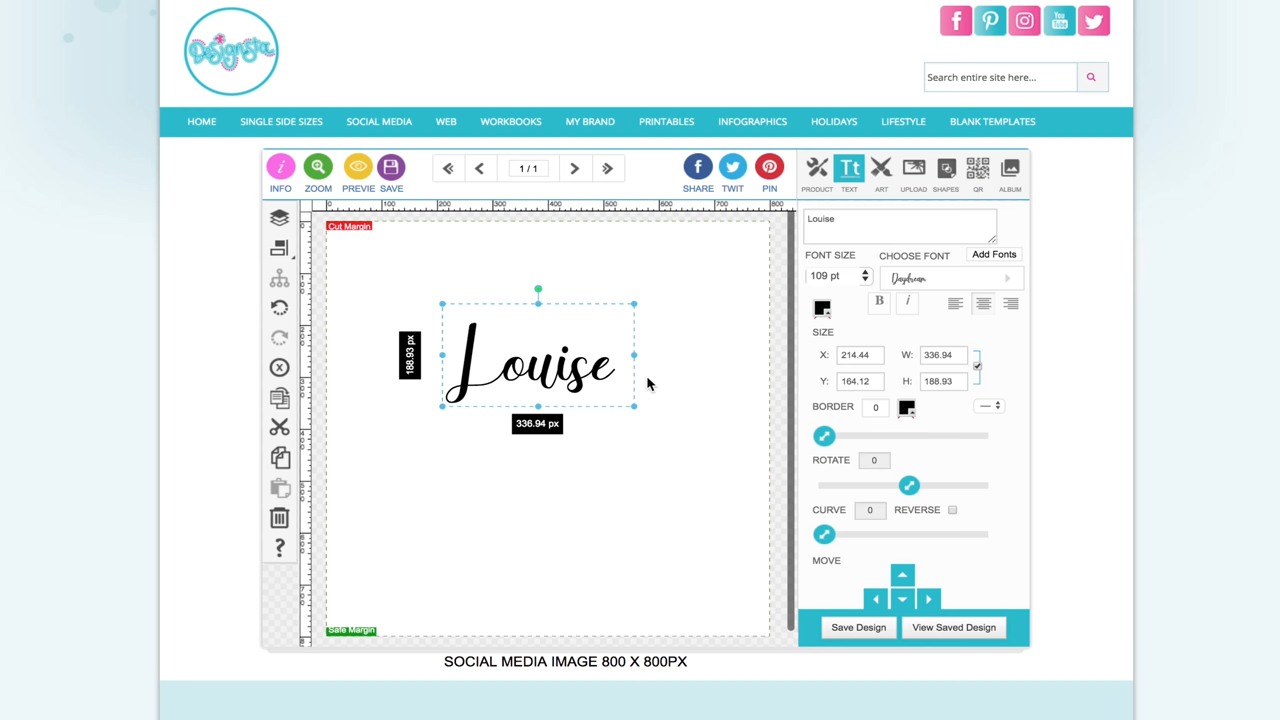 Designsta
Search entire site here...
HOME SINGLE SIDE SIZES SOCIAL MEDIA WEB WORKBOOKS MY BRAND PRINTABLES INFOGRAPHICS HOLIDAYS LIFESTYLE BLANK TEMPLATES
INFO ZOOM PREVIE SAVE
1 / 1
SHARE TWIT PIN
Tt
PRODUCT TEXT ART UPLOAD SHAPES QR ALBUM
0 100 200 300 400 500 600 700 800
Cut Margin
Louise
188.93 px
336.94 px
Safe Margin
Louise
FONT SIZE CHOOSE FONT Add Fonts
109 pt Daydream
B i
SIZE
X: 214.44 W: 336.94
Y: 164.12 H: 188.93
BORDER 0
ROTATE 0
CURVE 0 REVERSE
MOVE
Save Design View Saved Design
SOCIAL MEDIA IMAGE 800 X 800PX